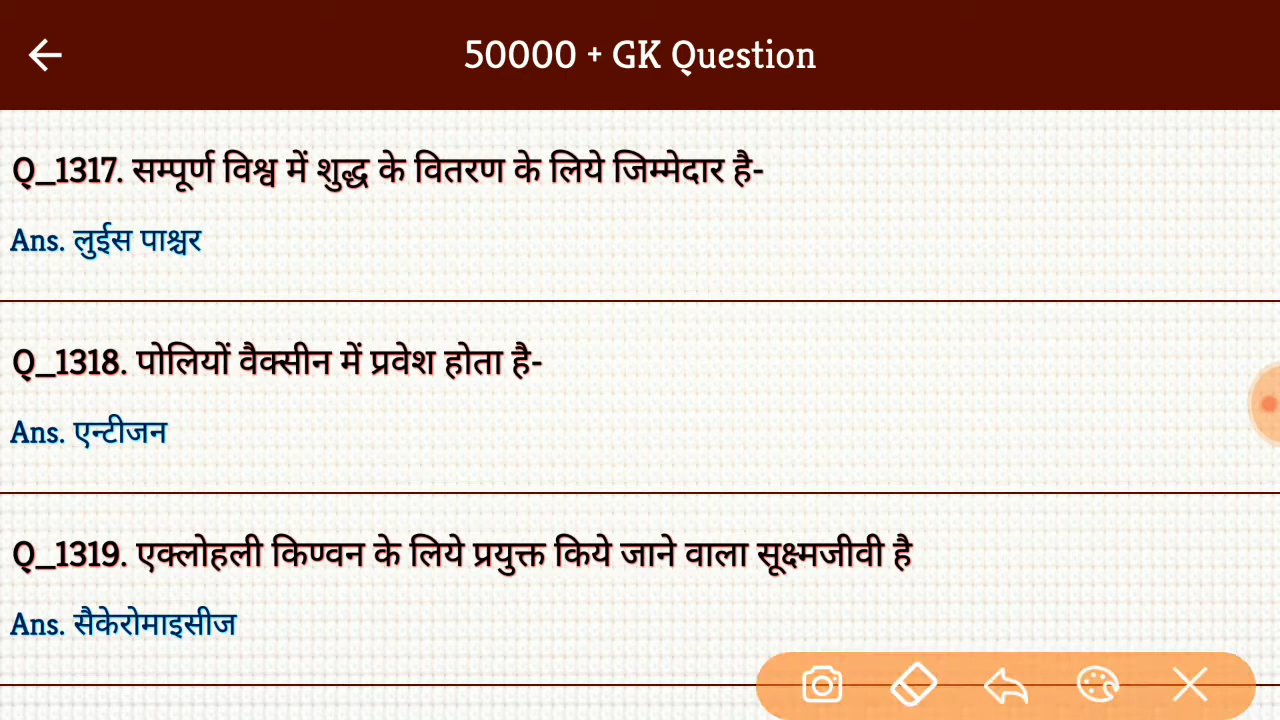 50000 + GK Question
Q_1317. सम्पूर्ण विश्व में शुद्ध के वितरण के लिये जिम्मेदार है-
Ans. लुईस पाश्चर
Q_1318. पोलियों वैक्सीन में प्रवेश होता है-
Ans. एन्टीजन
Q_1319. एक्लोहली किण्वन के लिये प्रयुक्त किये जाने वाला सूक्ष्मजीवी है
Ans. सैकेरोमाइसीज